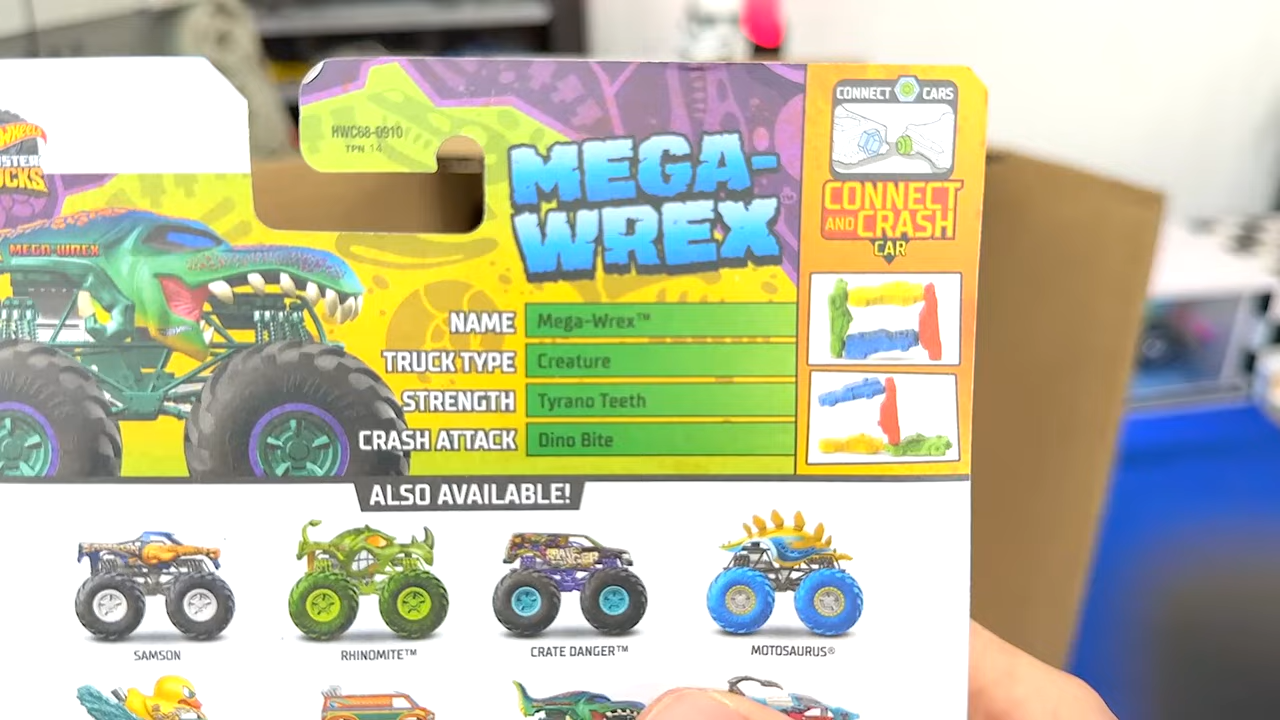 HWC68-0910
TPN 14
MEGA-
WREX™
CONNECT CARS
CONNECT
AND CRASH
CAR
MEGA-WREX
NAME Mega-Wrex™
TRUCK TYPE Creature
STRENGTH Tyrano Teeth
CRASH ATTACK Dino Bite
ALSO AVAILABLE!
SAMSON
RHINOMITE™
CRATE DANGER™
MOTOSAURUS®